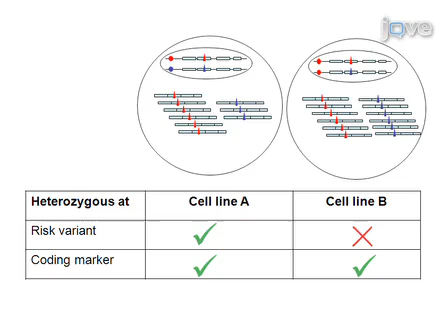 jove
Heterozygous at Cell line A Cell line B
Risk variant
Coding marker